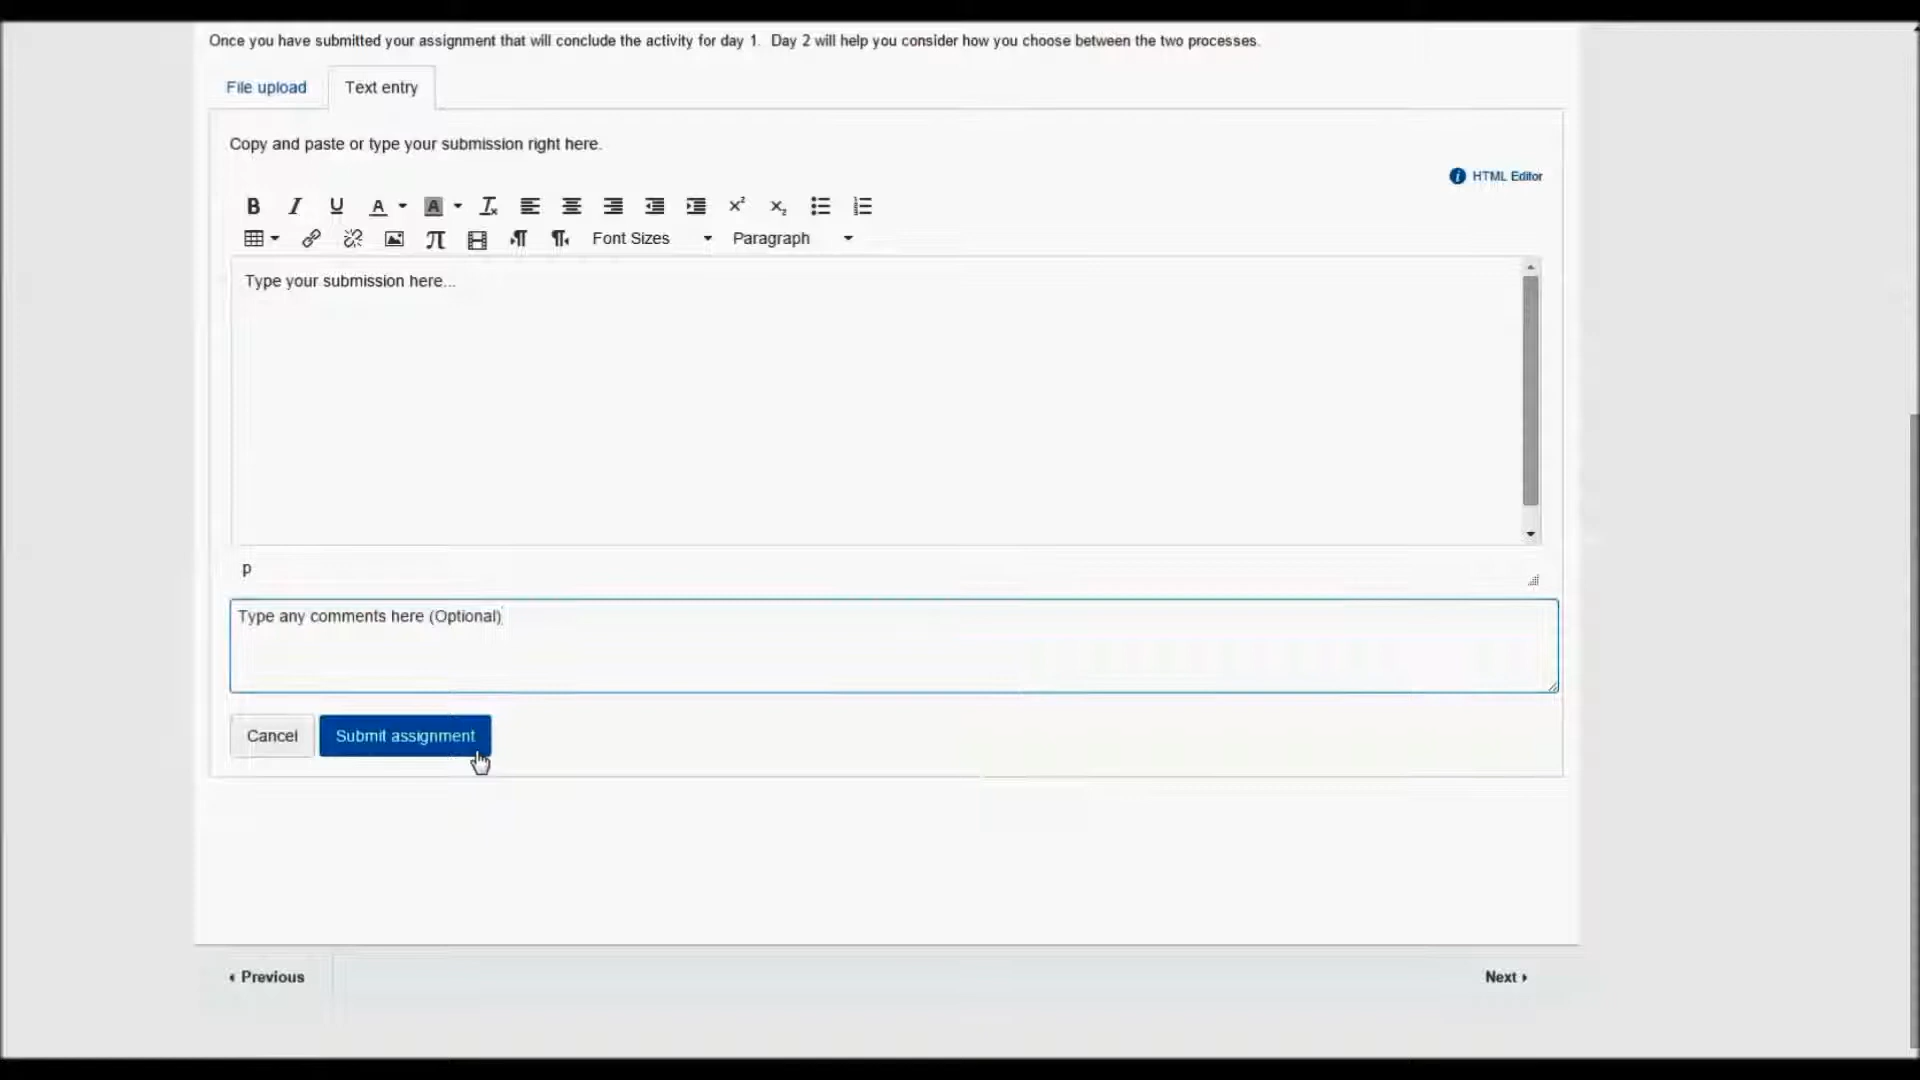 Once you have submitted your assignment that will conclude the activity for day 1. Day 2 will help you consider how you choose between the two processes.
File upload
Text entry
Copy and paste or type your submission right here.
HTML Editor
Font Sizes
Paragraph
Type your submission here...
p
Type any comments here (Optional)
Cancel
Submit assignment
Previous
Next